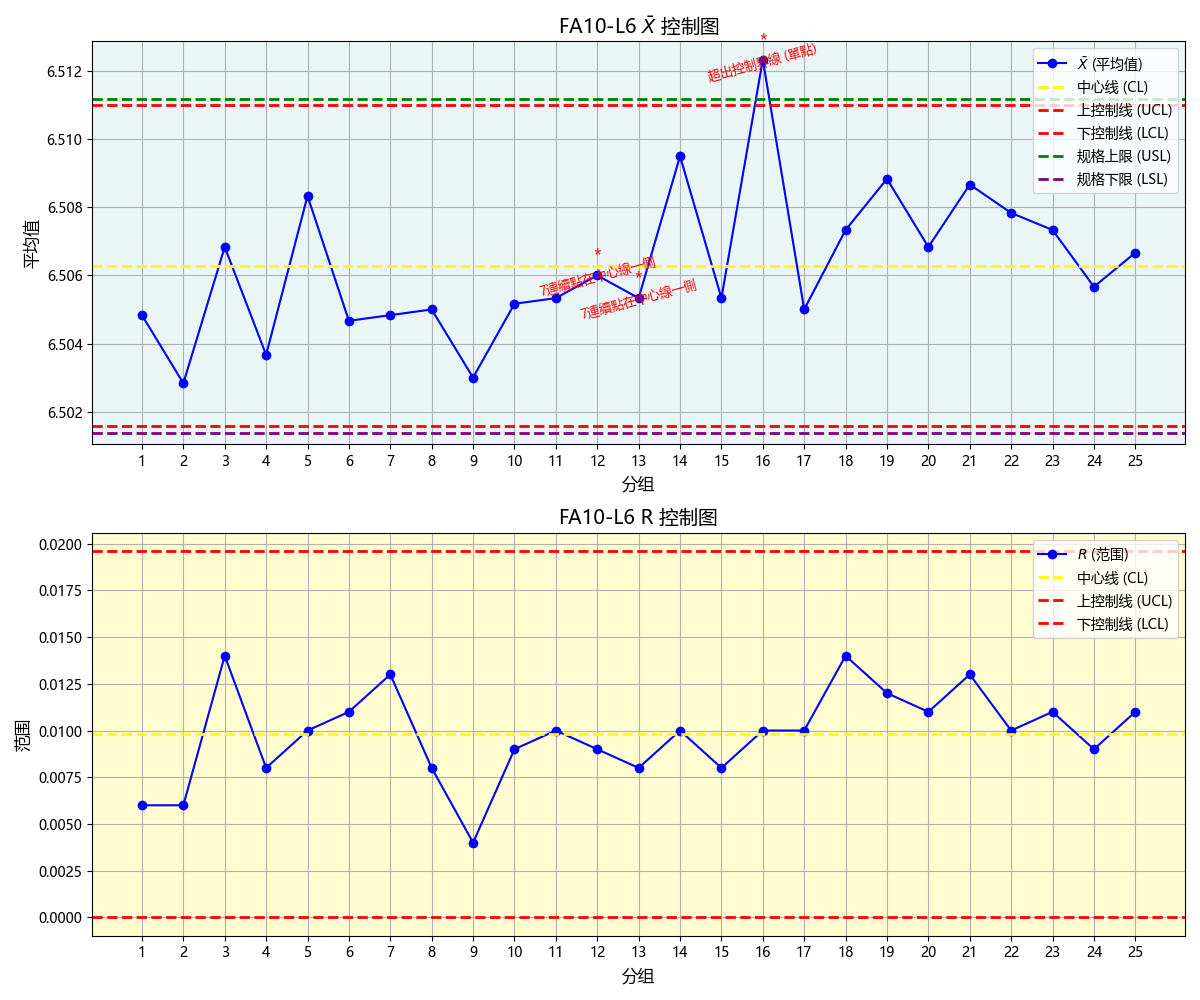 FA10-L6 X̄ 控制图
平均值
6.512
6.510
6.508
6.506
6.504
6.502
*
超出控制界線 (單點)
*
7連續點在中心線一側
*
7連續點在中心線一側
X̄ (平均值)
中心线 (CL)
上控制线 (UCL)
下控制线 (LCL)
规格上限 (USL)
规格下限 (LSL)
1 2 3 4 5 6 7 8 9 10 11 12 13 14 15 16 17 18 19 20 21 22 23 24 25
分组
FA10-L6 R 控制图
范围
0.0200
0.0175
0.0150
0.0125
0.0100
0.0075
0.0050
0.0025
0.0000
R (范围)
中心线 (CL)
上控制线 (UCL)
下控制线 (LCL)
1 2 3 4 5 6 7 8 9 10 11 12 13 14 15 16 17 18 19 20 21 22 23 24 25
分组